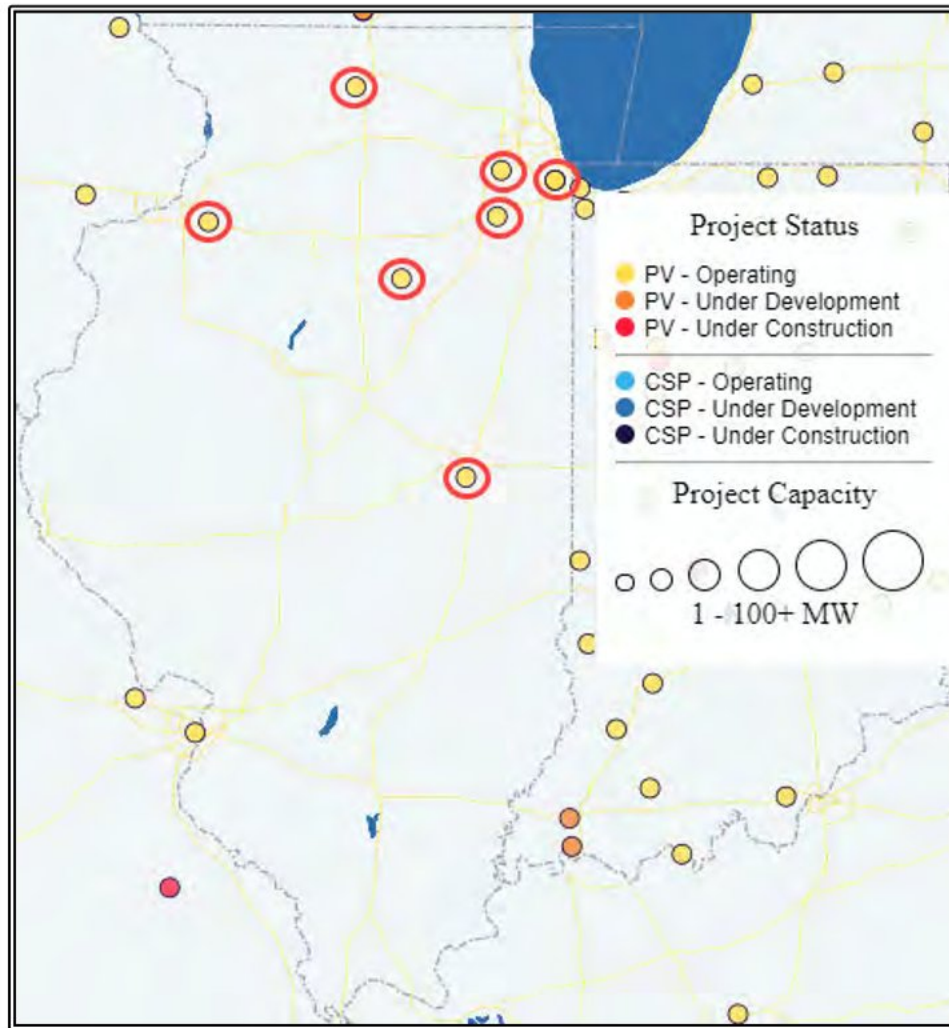 Project Status
PV - Operating
PV - Under Development
PV - Under Construction
CSP - Operating
CSP - Under Development
CSP - Under Construction
Project Capacity
1 - 100+ MW